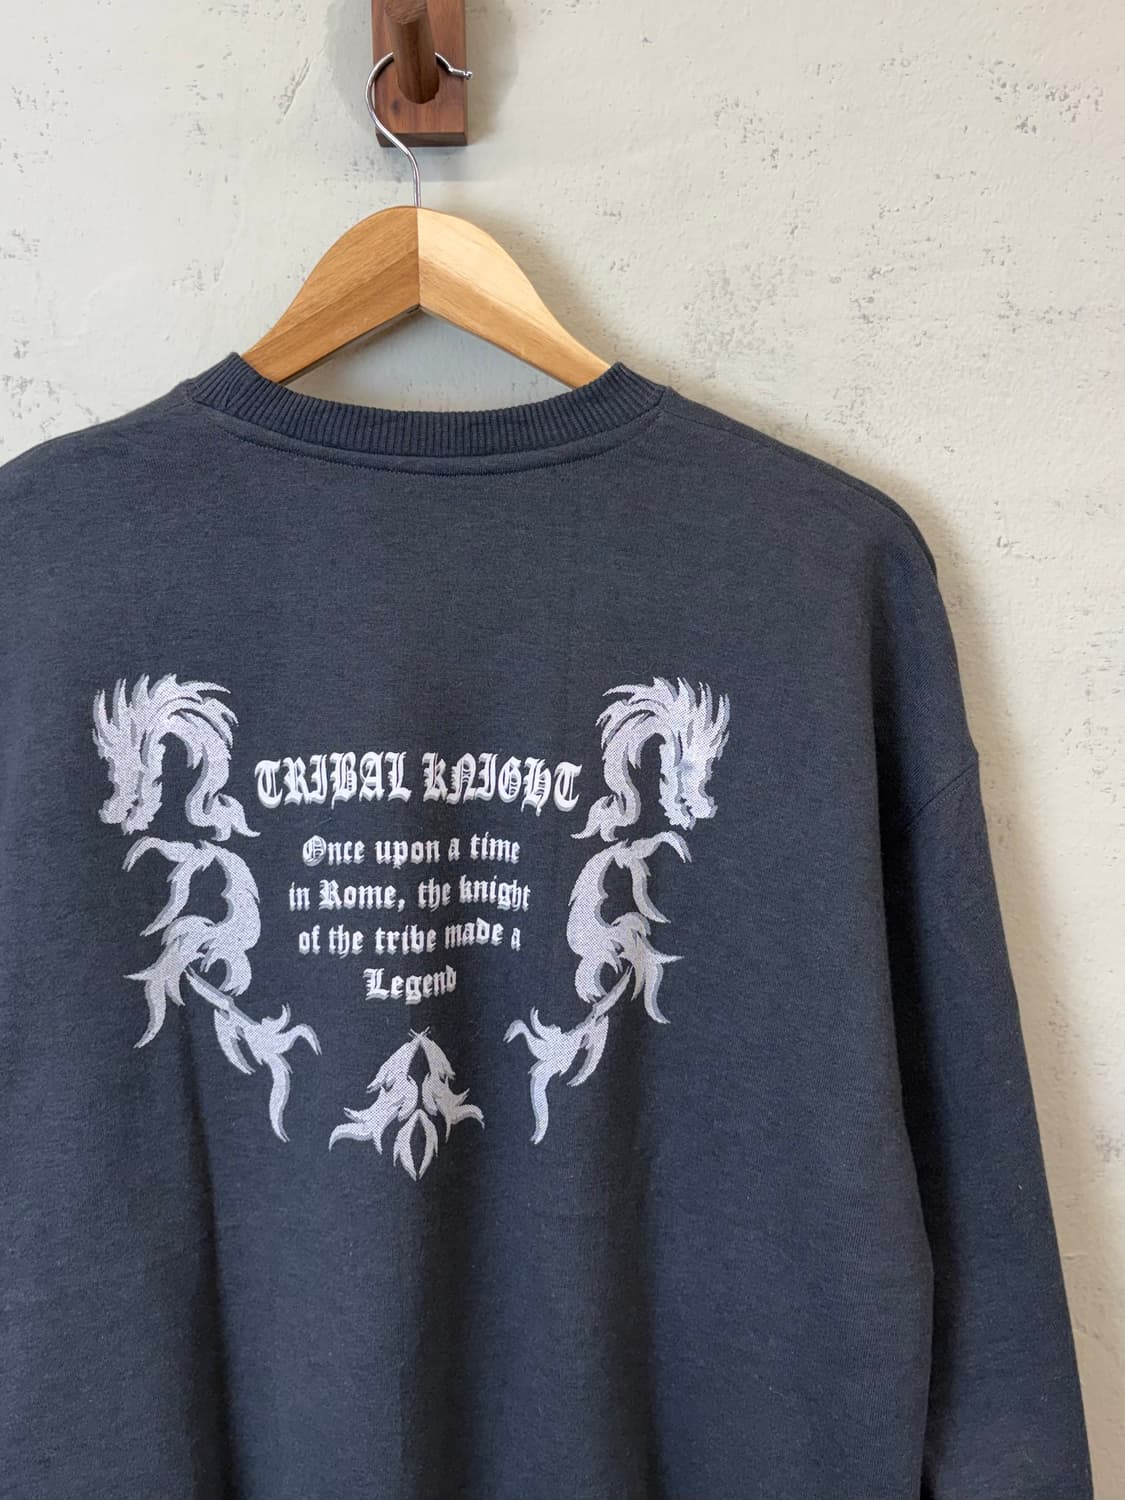 TRIBAL KNIGHT
Once upon a time
in Rome, the knight
of the tribe made a
Legend